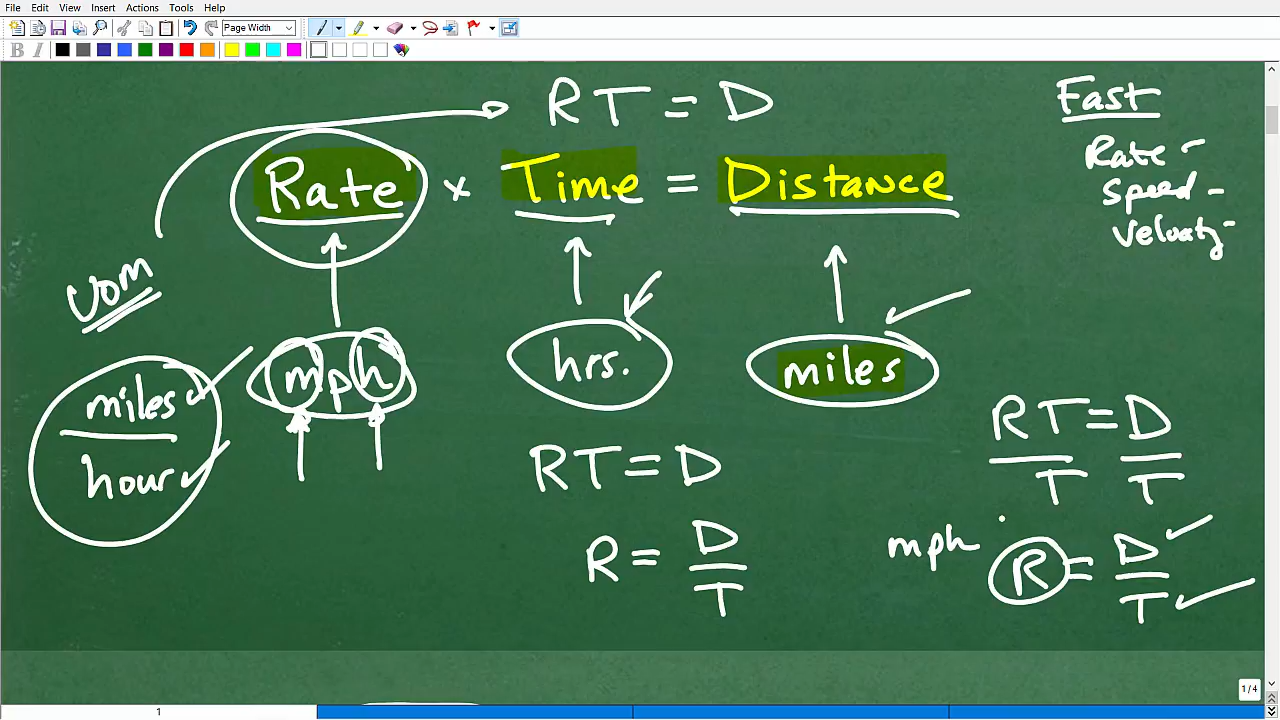 File Edit View Insert Actions Tools Help
Page Width
B I
RT = D
Fast
Rate -
Speed -
Velocity -
Rate × Time = Distance
UOM
mph
hrs.
miles
miles
hour
RT = D
R = D
T
RT = D
T T
mph R = D
T
1/4
1